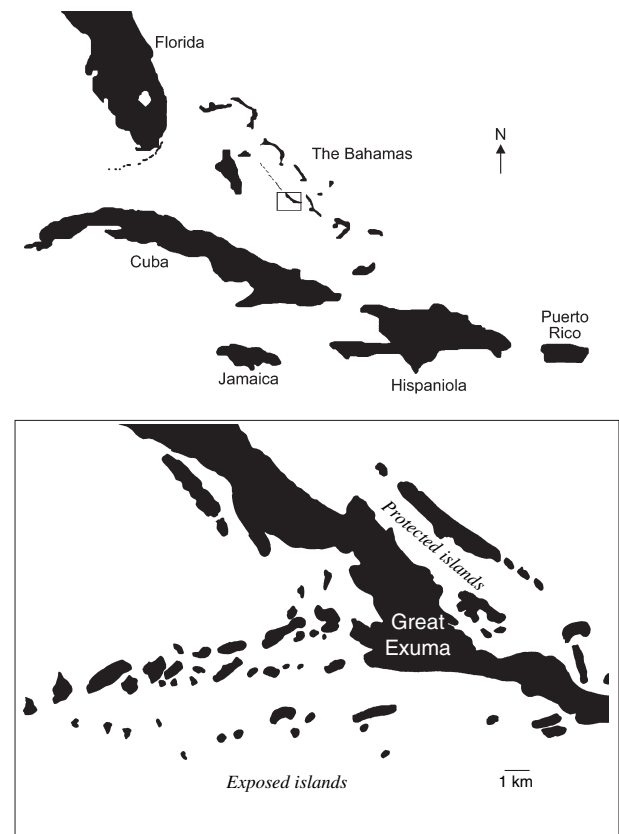 Florida
N
The Bahamas
Cuba
Puerto
Rico
Jamaica
Hispaniola
Protected islands
Great
Exuma
Exposed islands
1 km